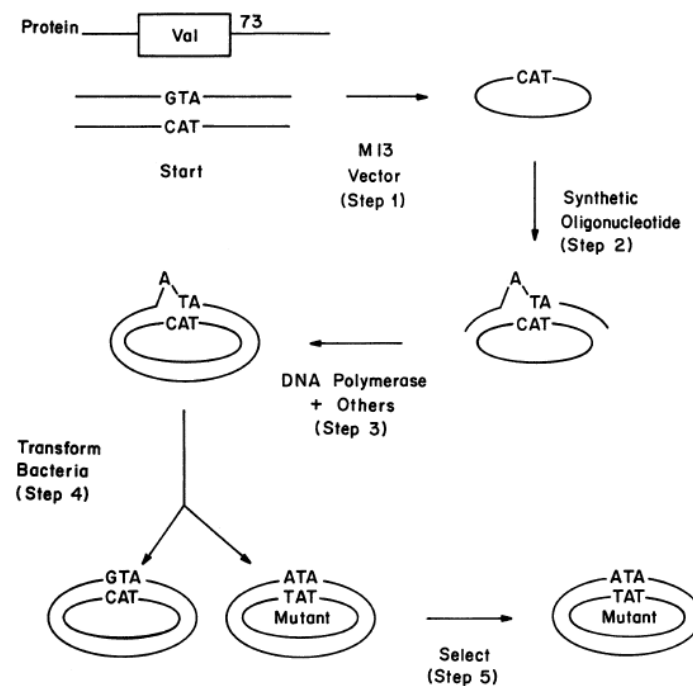 Protein
Val
73
GTA
CAT
Start
M13
Vector
(Step 1)
CAT
Synthetic
Oligonucleotide
(Step 2)
A
TA
CAT
DNA Polymerase
+ Others
(Step 3)
A
TA
CAT
Transform
Bacteria
(Step 4)
GTA
CAT
ATA
TAT
Mutant
Select
(Step 5)
ATA
TAT
Mutant